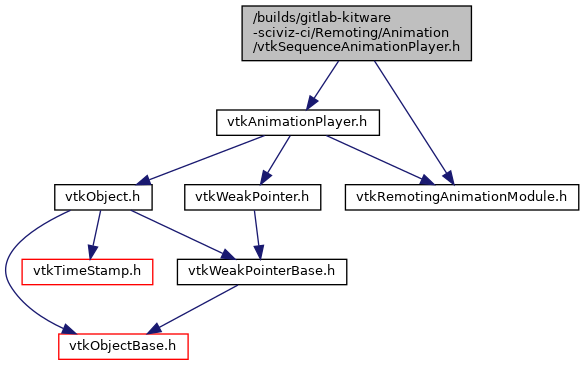 /builds/gitlab-kitware
-sciviz-ci/Remoting/Animation
/vtkSequenceAnimationPlayer.h
vtkAnimationPlayer.h
vtkObject.h
vtkWeakPointer.h
vtkRemotingAnimationModule.h
vtkTimeStamp.h
vtkWeakPointerBase.h
vtkObjectBase.h